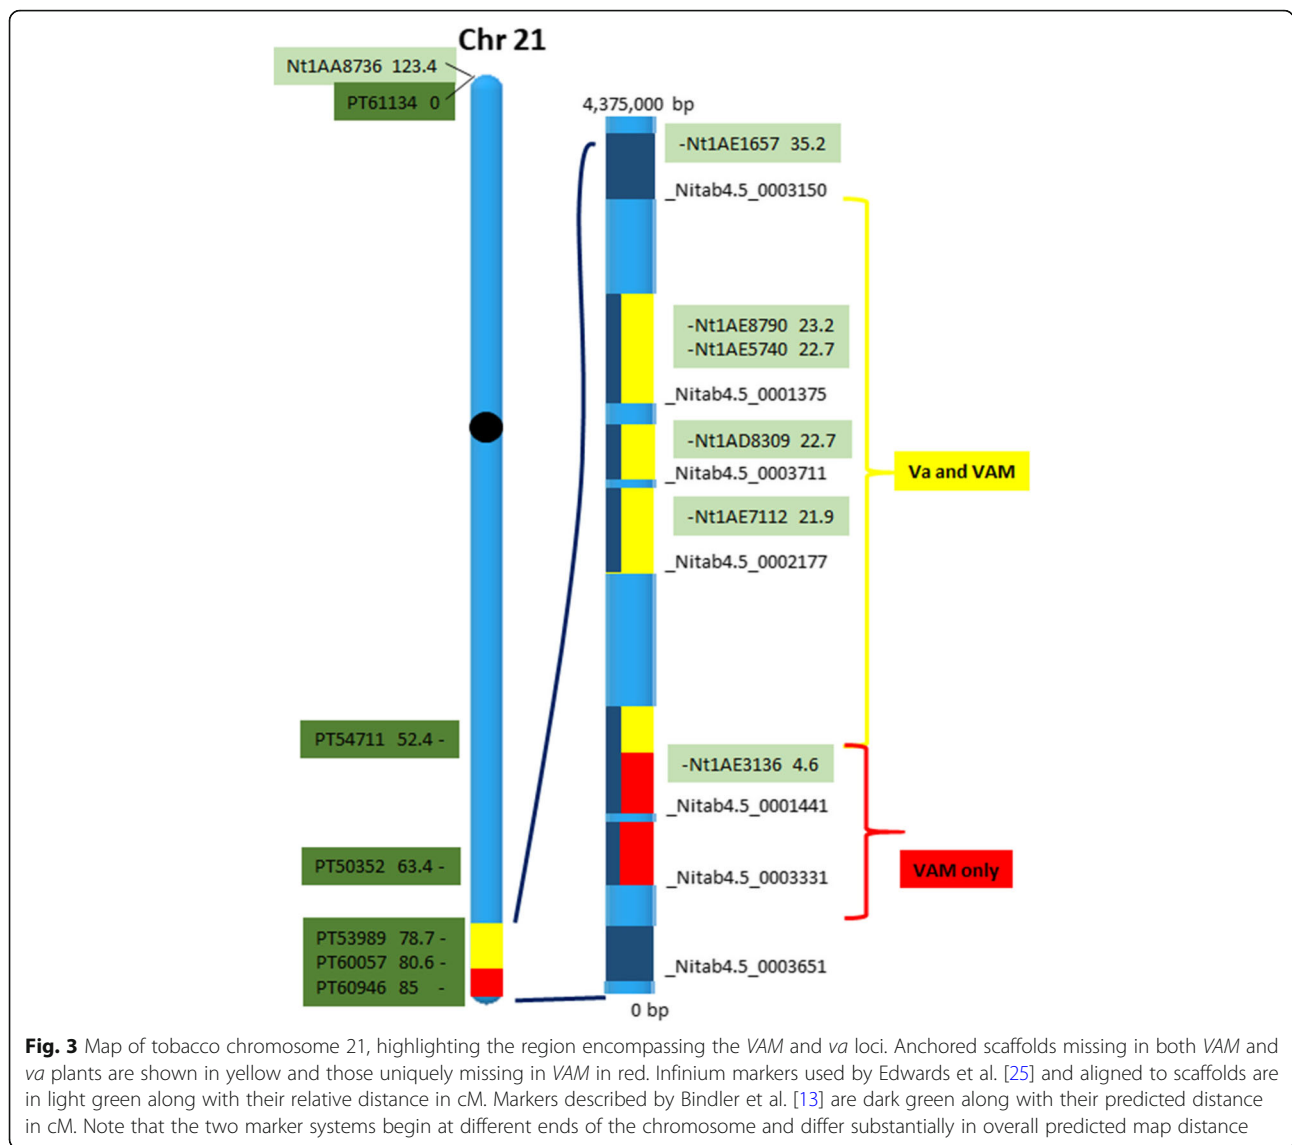 Chr 21
Nt1AA8736 123.4
PT61134 0
4,375,000 bp
-Nt1AE1657 35.2
_Nitab4.5_0003150
-Nt1AE8790 23.2
-Nt1AE5740 22.7
_Nitab4.5_0001375
-Nt1AD8309 22.7
_Nitab4.5_0003711
Va and VAM
-Nt1AE7112 21.9
_Nitab4.5_0002177
PT54711 52.4 -
-Nt1AE3136 4.6
_Nitab4.5_0001441
PT50352 63.4 -
VAM only
_Nitab4.5_0003331
PT53989 78.7 -
PT60057 80.6 -
PT60946 85 -
_Nitab4.5_0003651
0 bp
Fig. 3 Map of tobacco chromosome 21, highlighting the region encompassing the VAM and va loci. Anchored scaffolds missing in both VAM and
va plants are shown in yellow and those uniquely missing in VAM in red. Infinium markers used by Edwards et al. [25] and aligned to scaffolds are
in light green along with their relative distance in cM. Markers described by Bindler et al. [13] are dark green along with their predicted distance
in cM. Note that the two marker systems begin at different ends of the chromosome and differ substantially in overall predicted map distance